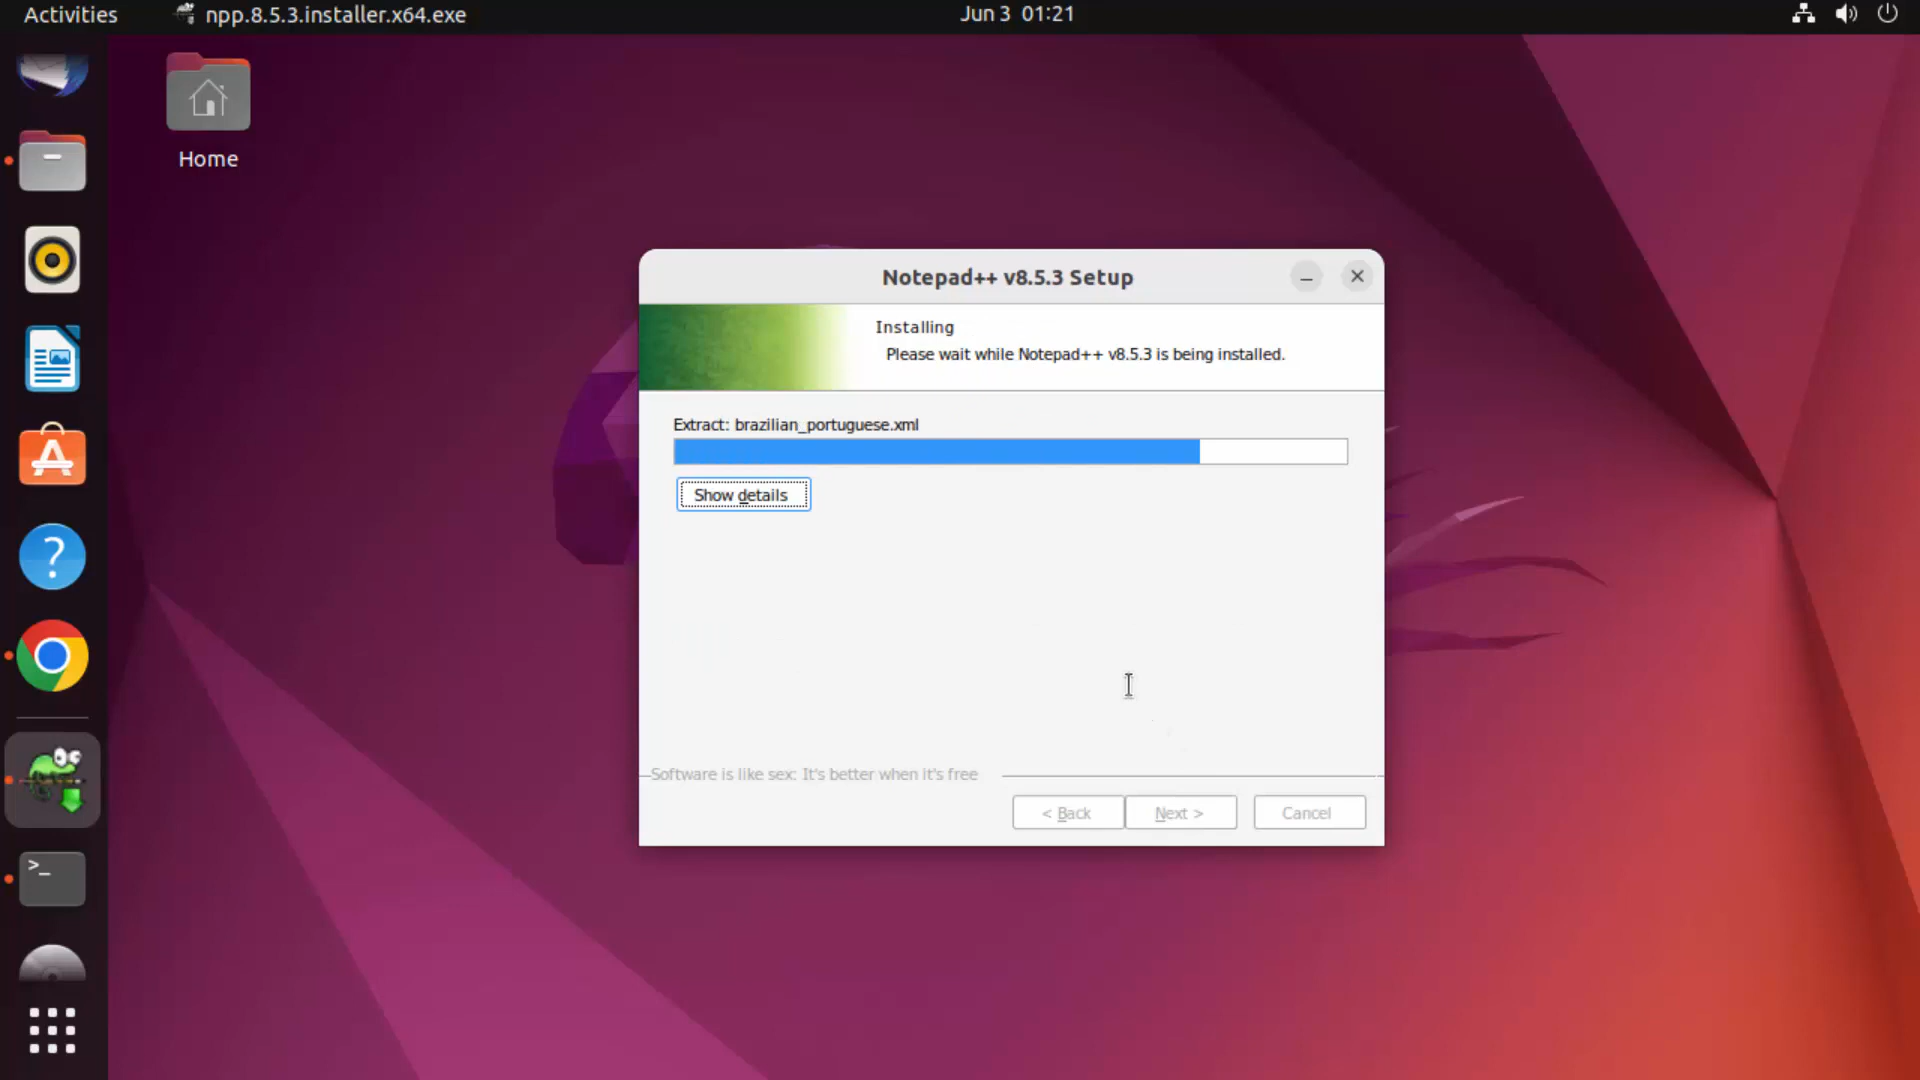 Activities
npp.8.5.3.installer.x64.exe
Jun 3 01:21
Home
Notepad++ v8.5.3 Setup
Installing
Please wait while Notepad++ v8.5.3 is being installed.
Extract: brazilian_portuguese.xml
Show details
Software is like sex: It's better when it's free
< Back
Next >
Cancel
?
>_